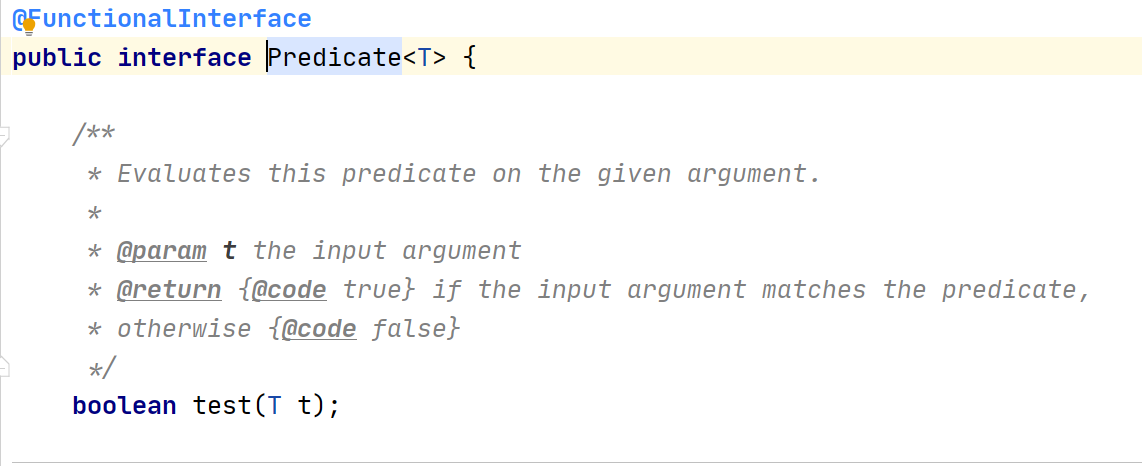 @FunctionalInterface
public interface Predicate<T> {
/**
* Evaluates this predicate on the given argument.
*
* @param t the input argument
* @return {@code true} if the input argument matches the predicate,
* otherwise {@code false}
*/
boolean test(T t);